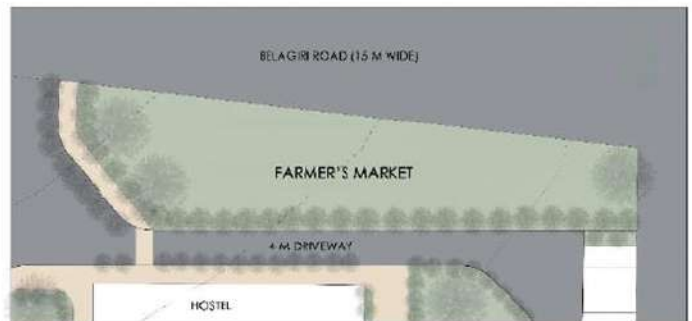 BELAGIRI ROAD (15 M WIDE)
FARMER'S MARKET
4 M DRIVEWAY
HOSTEL